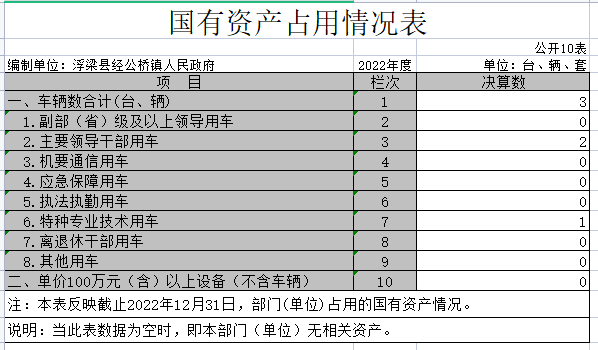 国有资产占用情况表
公开10表
编制单位：浮梁县经公桥镇人民政府 2022年度 单位：台、辆、套
项 目 栏次 决算数
一、车辆数合计(台、辆) 1 3
1.副部（省）级及以上领导用车 2 0
2.主要领导干部用车 3 2
3.机要通信用车 4 0
4.应急保障用车 5 0
5.执法执勤用车 6 0
6.特种专业技术用车 7 1
7.离退休干部用车 8 0
8.其他用车 9 0
二、单价100万元（含）以上设备（不含车辆） 10 0
注：本表反映截止2022年12月31日，部门(单位)占用的国有资产情况。
说明：当此表数据为空时，即本部门（单位）无相关资产。